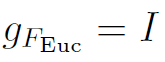 $g_{F_{\text{Euc}}} = I$